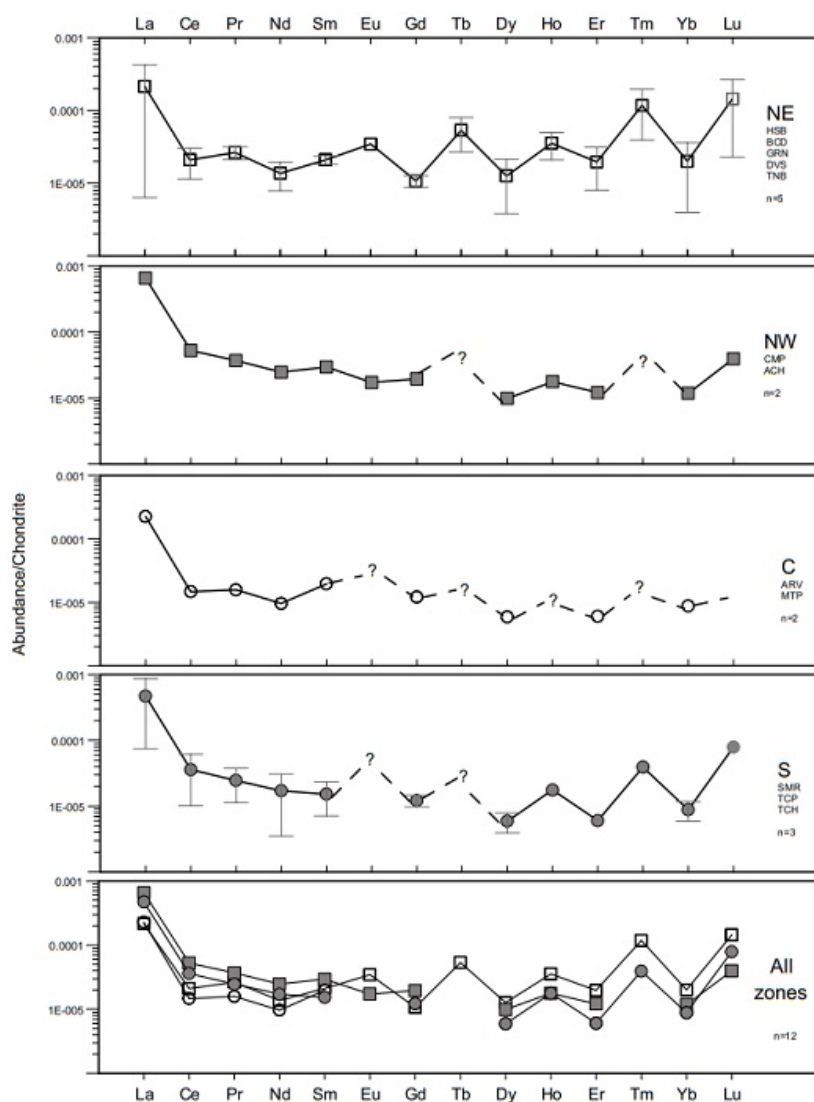 La Ce Pr Nd Sm Eu Gd Tb Dy Ho Er Tm Yb Lu
0.001
0.0001
1E-005
NE
HSB
BCD
GRN
DVS
TNB
n=5
0.001
0.0001
1E-005
? ?
NW
CMP
ACH
n=2
Abundance/Chondrite
0.001
0.0001
1E-005
? ? ? ?
C
ARV
MTP
n=2
0.001
0.0001
1E-005
? ?
S
SMR
TCP
TCH
n=3
0.001
0.0001
1E-005
All
zones
n=12
La Ce Pr Nd Sm Eu Gd Tb Dy Ho Er Tm Yb Lu